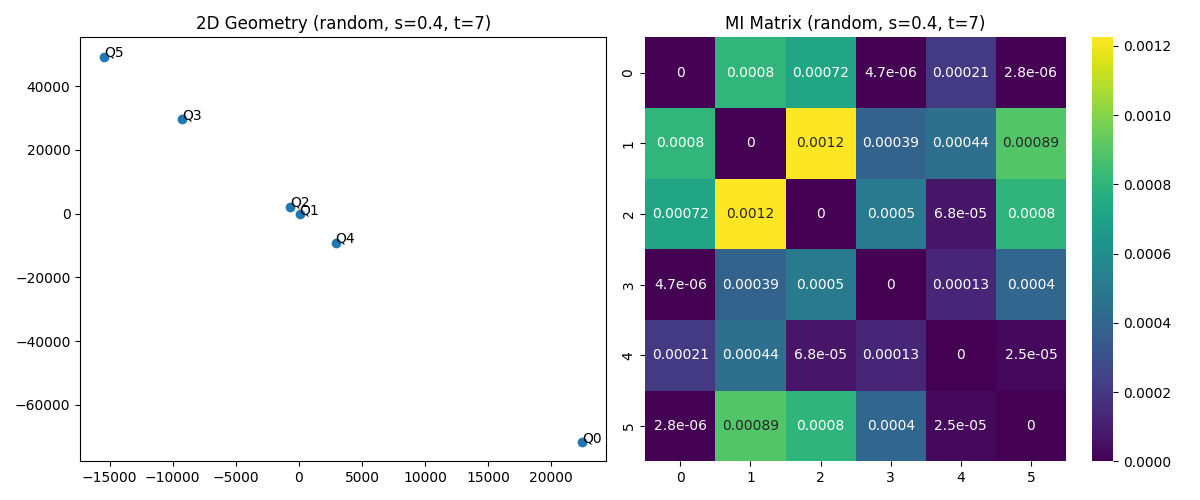 2D Geometry (random, s=0.4, t=7)
Q5
Q3
Q2
Q1
Q4
Q0
40000
20000
0
−20000
−40000
−60000
−15000 −10000 −5000 0 5000 10000 15000 20000
MI Matrix (random, s=0.4, t=7)
0 0 0.0008 0.00072 4.7e-06 0.00021 2.8e-06
1 0.0008 0 0.0012 0.00039 0.00044 0.00089
2 0.00072 0.0012 0 0.0005 6.8e-05 0.0008
3 4.7e-06 0.00039 0.0005 0 0.00013 0.0004
4 0.00021 0.00044 6.8e-05 0.00013 0 2.5e-05
5 2.8e-06 0.00089 0.0008 0.0004 2.5e-05 0
0 1 2 3 4 5
0.0012
0.0010
0.0008
0.0006
0.0004
0.0002
0.0000